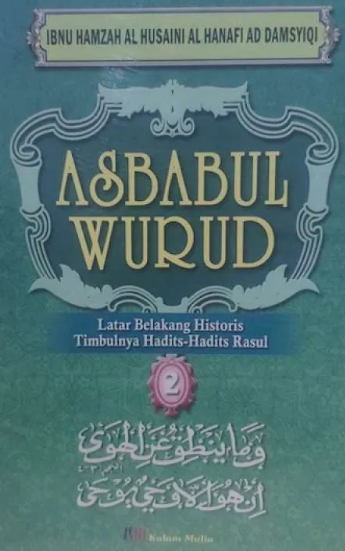 IBNU HAMZAH AL HUSAINI AL HANAFI AD DAMSYIQI
ASBABUL
WURUD
Latar Belakang Historis
Timbulnya Hadits-Hadits Rasul
2
وَمَا يَنْطِقُ عَنِ الْهَوَى
إِنْ هُوَ إِلَّا وَحْيٌ يُوحَى
Kalam Mulia